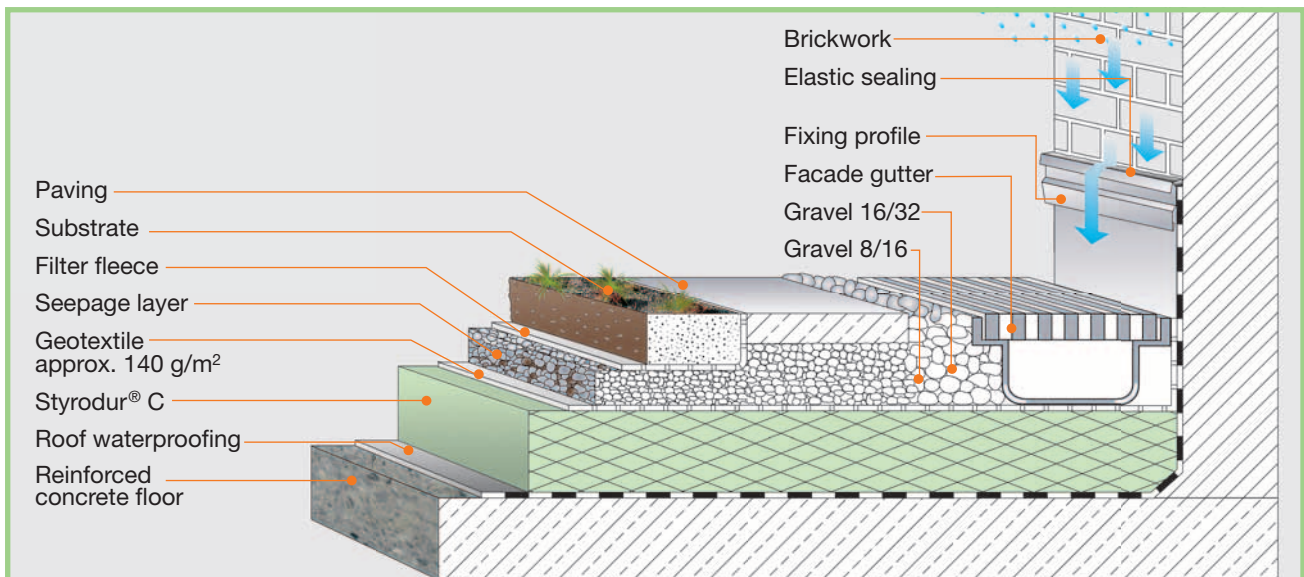 Brickwork
Elastic sealing
Fixing profile
Facade gutter
Gravel 16/32
Gravel 8/16
Paving
Substrate
Filter fleece
Seepage layer
Geotextile
approx. 140 g/m²
Styrodur® C
Roof waterproofing
Reinforced
concrete floor